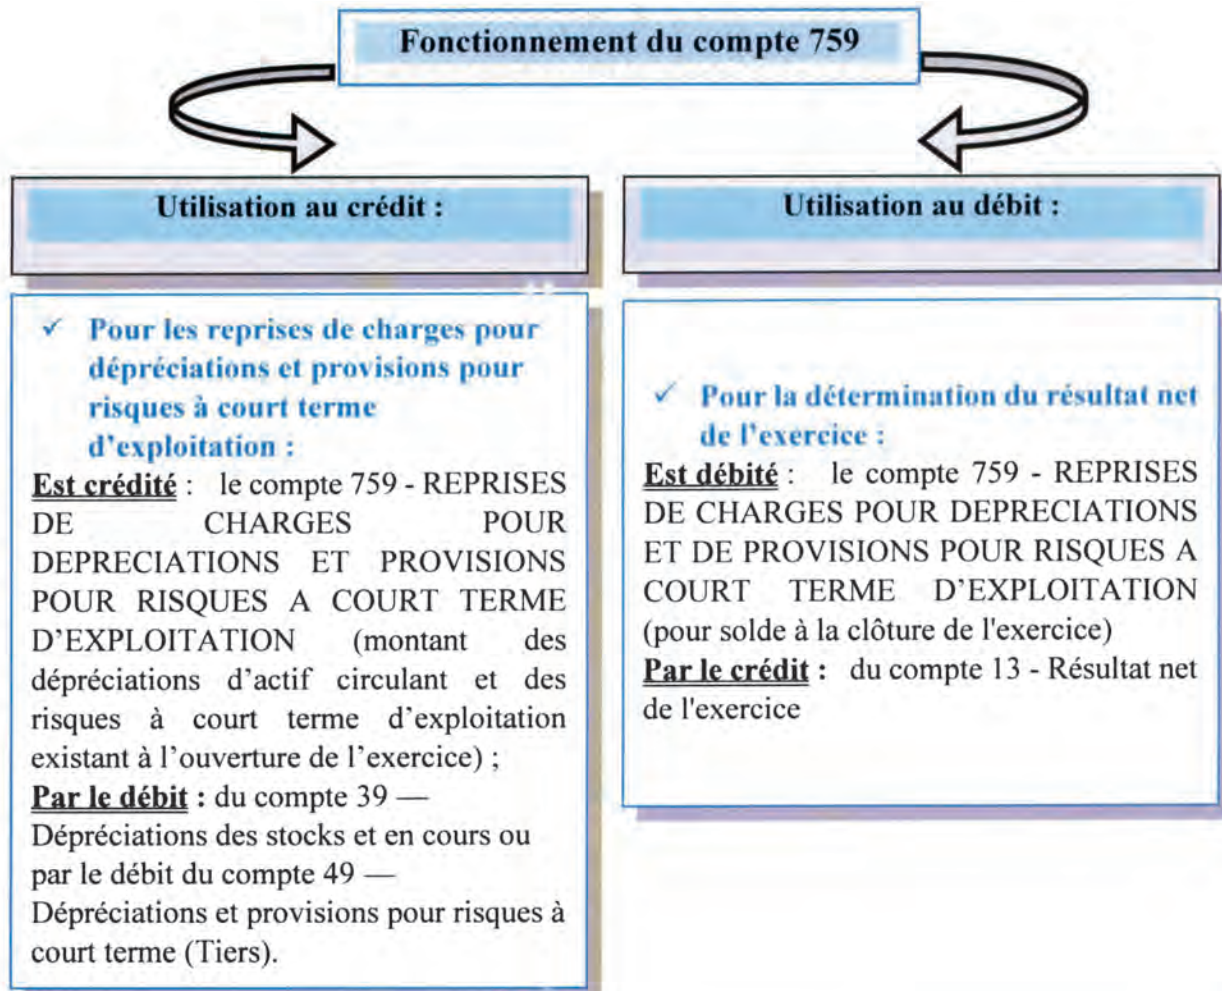 Fonctionnement du compte 759
Utilisation au crédit :
✓ Pour les reprises de charges pour
dépréciations et provisions pour
risques à court terme
d'exploitation :
Est crédité : le compte 759 - REPRISES
DE CHARGES POUR
DEPRECIATIONS ET PROVISIONS
POUR RISQUES A COURT TERME
D'EXPLOITATION (montant des
dépréciations d'actif circulant et des
risques à court terme d'exploitation
existant à l'ouverture de l'exercice) ;
Par le débit : du compte 39 —
Dépréciations des stocks et en cours ou
par le débit du compte 49 —
Dépréciations et provisions pour risques à
court terme (Tiers).
Utilisation au débit :
✓ Pour la détermination du résultat net
de l'exercice :
Est débité : le compte 759 - REPRISES
DE CHARGES POUR DEPRECIATIONS
ET DE PROVISIONS POUR RISQUES A
COURT TERME D'EXPLOITATION
(pour solde à la clôture de l'exercice)
Par le crédit : du compte 13 - Résultat net
de l'exercice